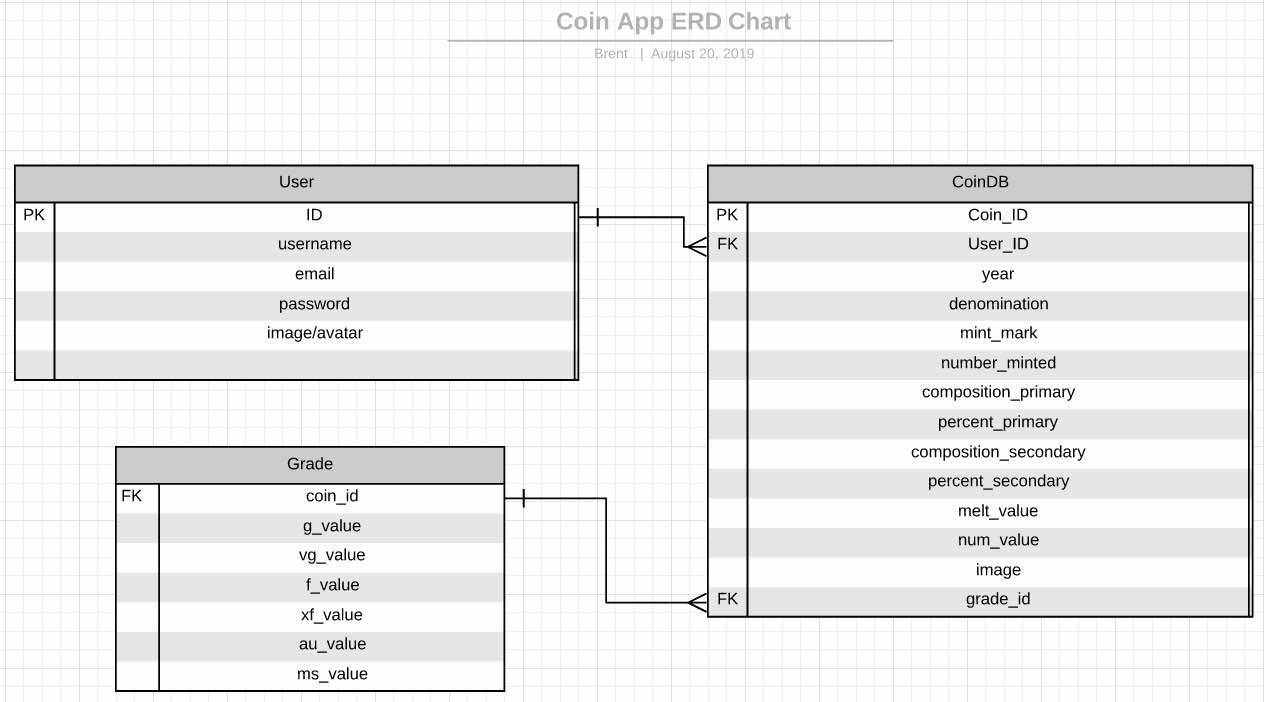 Coin App ERD Chart
Brent | August 20, 2019
User
PK ID
username
email
password
image/avatar
CoinDB
PK Coin_ID
FK User_ID
year
denomination
mint_mark
number_minted
composition_primary
percent_primary
composition_secondary
percent_secondary
melt_value
num_value
image
FK grade_id
Grade
FK coin_id
g_value
vg_value
f_value
xf_value
au_value
ms_value